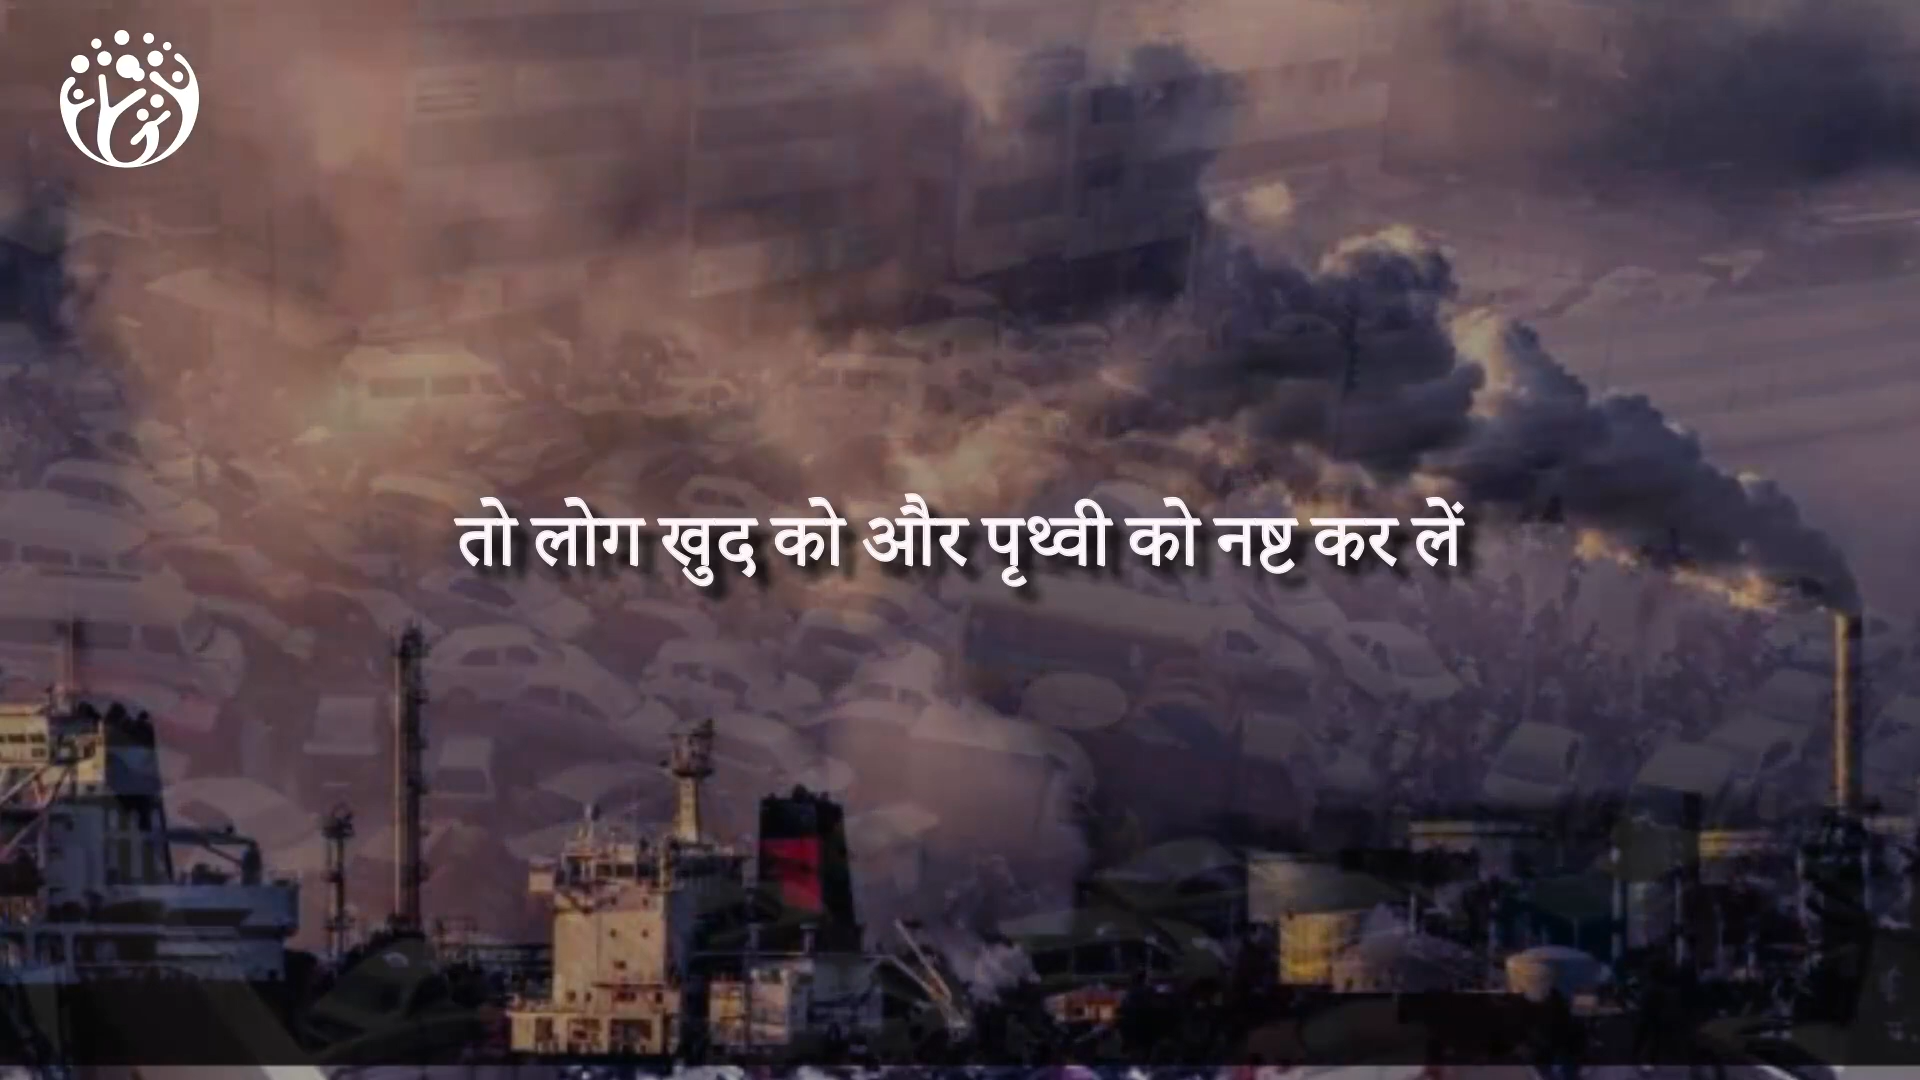 तो लोग खुद को और पृथ्वी को नष्ट कर लें